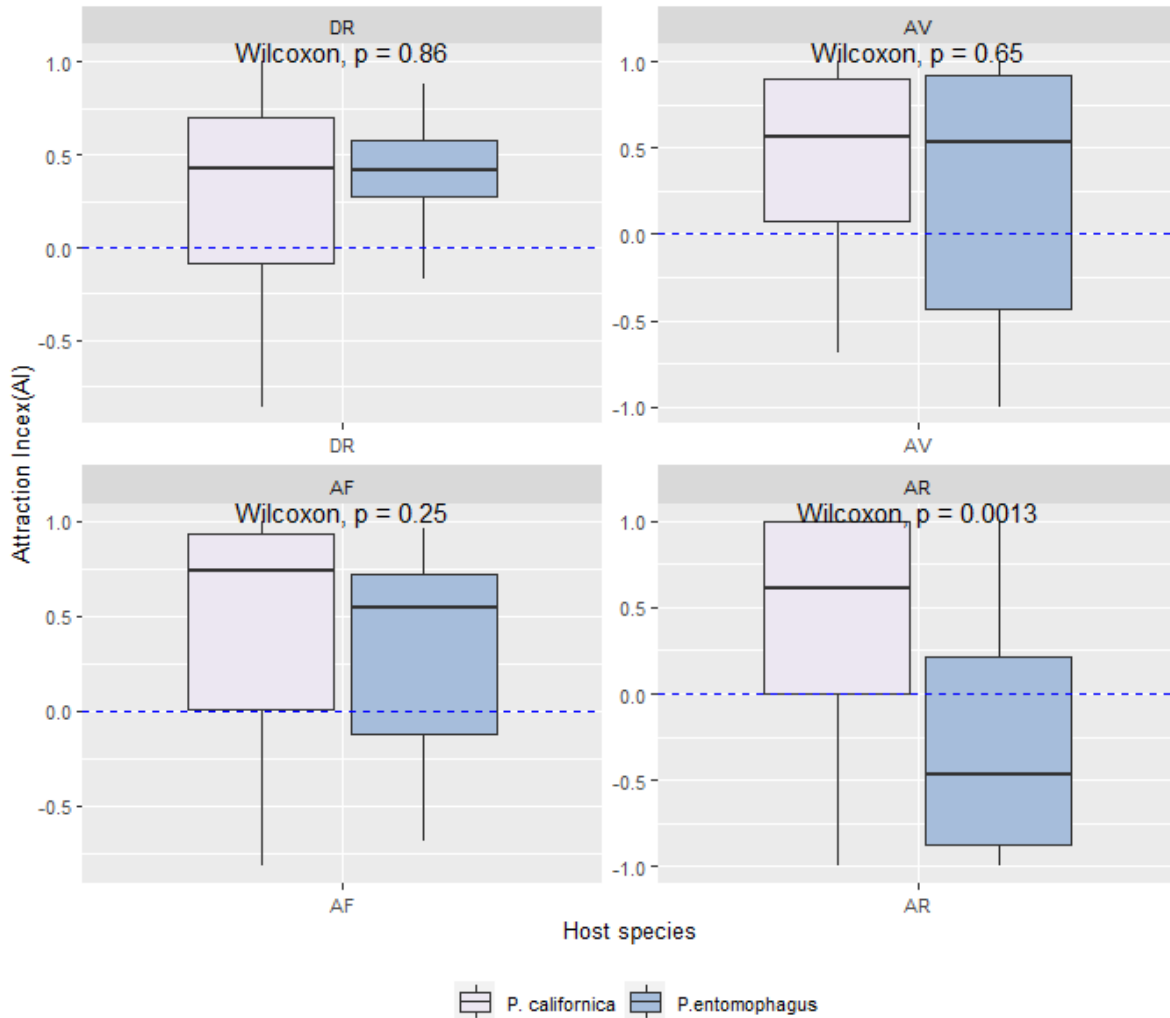 DR
Wilcoxon, p = 0.86
1.0
0.5
0.0
-0.5
DR
AV
Wilcoxon, p = 0.65
1.0
0.5
0.0
-0.5
-1.0
AV
Attraction Incex(AI)
AF
Wilcoxon, p = 0.25
1.0
0.5
0.0
-0.5
AF
AR
Wilcoxon, p = 0.0013
1.0
0.5
0.0
-0.5
-1.0
AR
Host species
P. californica
P.entomophagus